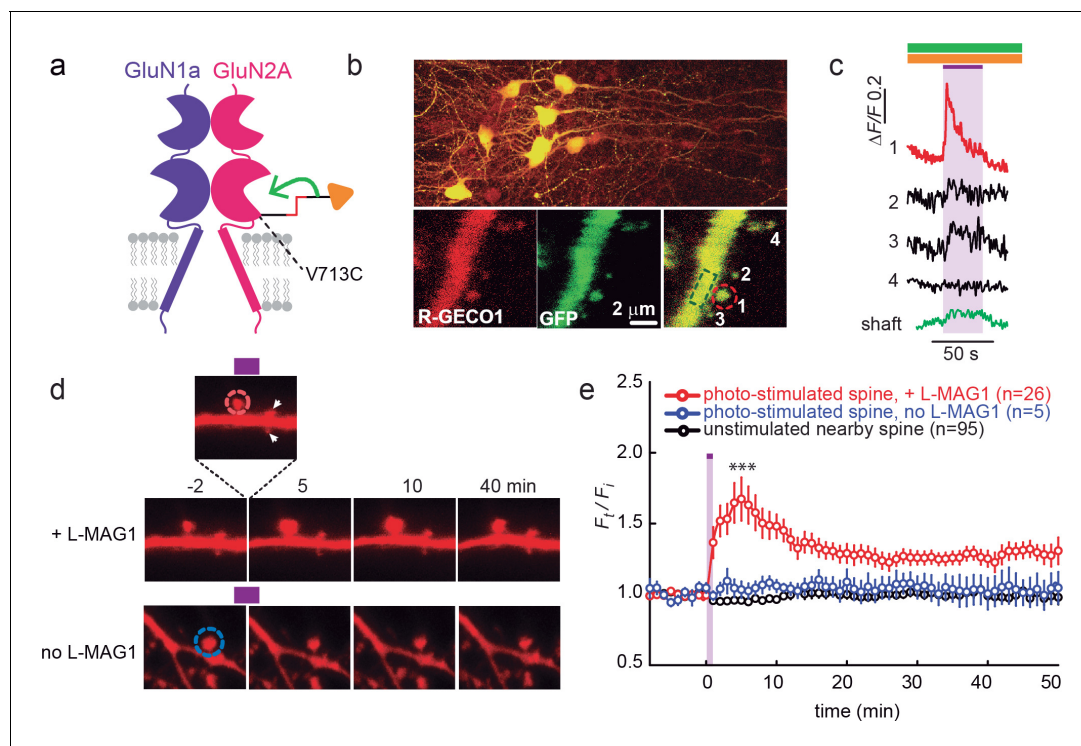 a
GluN1a
GluN2A
V713C
b
R-GECO1
GFP
2 µm
4
2
1
3
c
ΔF/F 0.2
1
2
3
4
shaft
50 s
d
-2
5
10
40 min
+ L-MAG1
no L-MAG1
e
photo-stimulated spine, + L-MAG1 (n=26)
photo-stimulated spine, no L-MAG1 (n=5)
unstimulated nearby spine (n=95)
***
Ft / Fi
2.5
2.0
1.5
1.0
0.5
0
10
20
30
40
50
time (min)